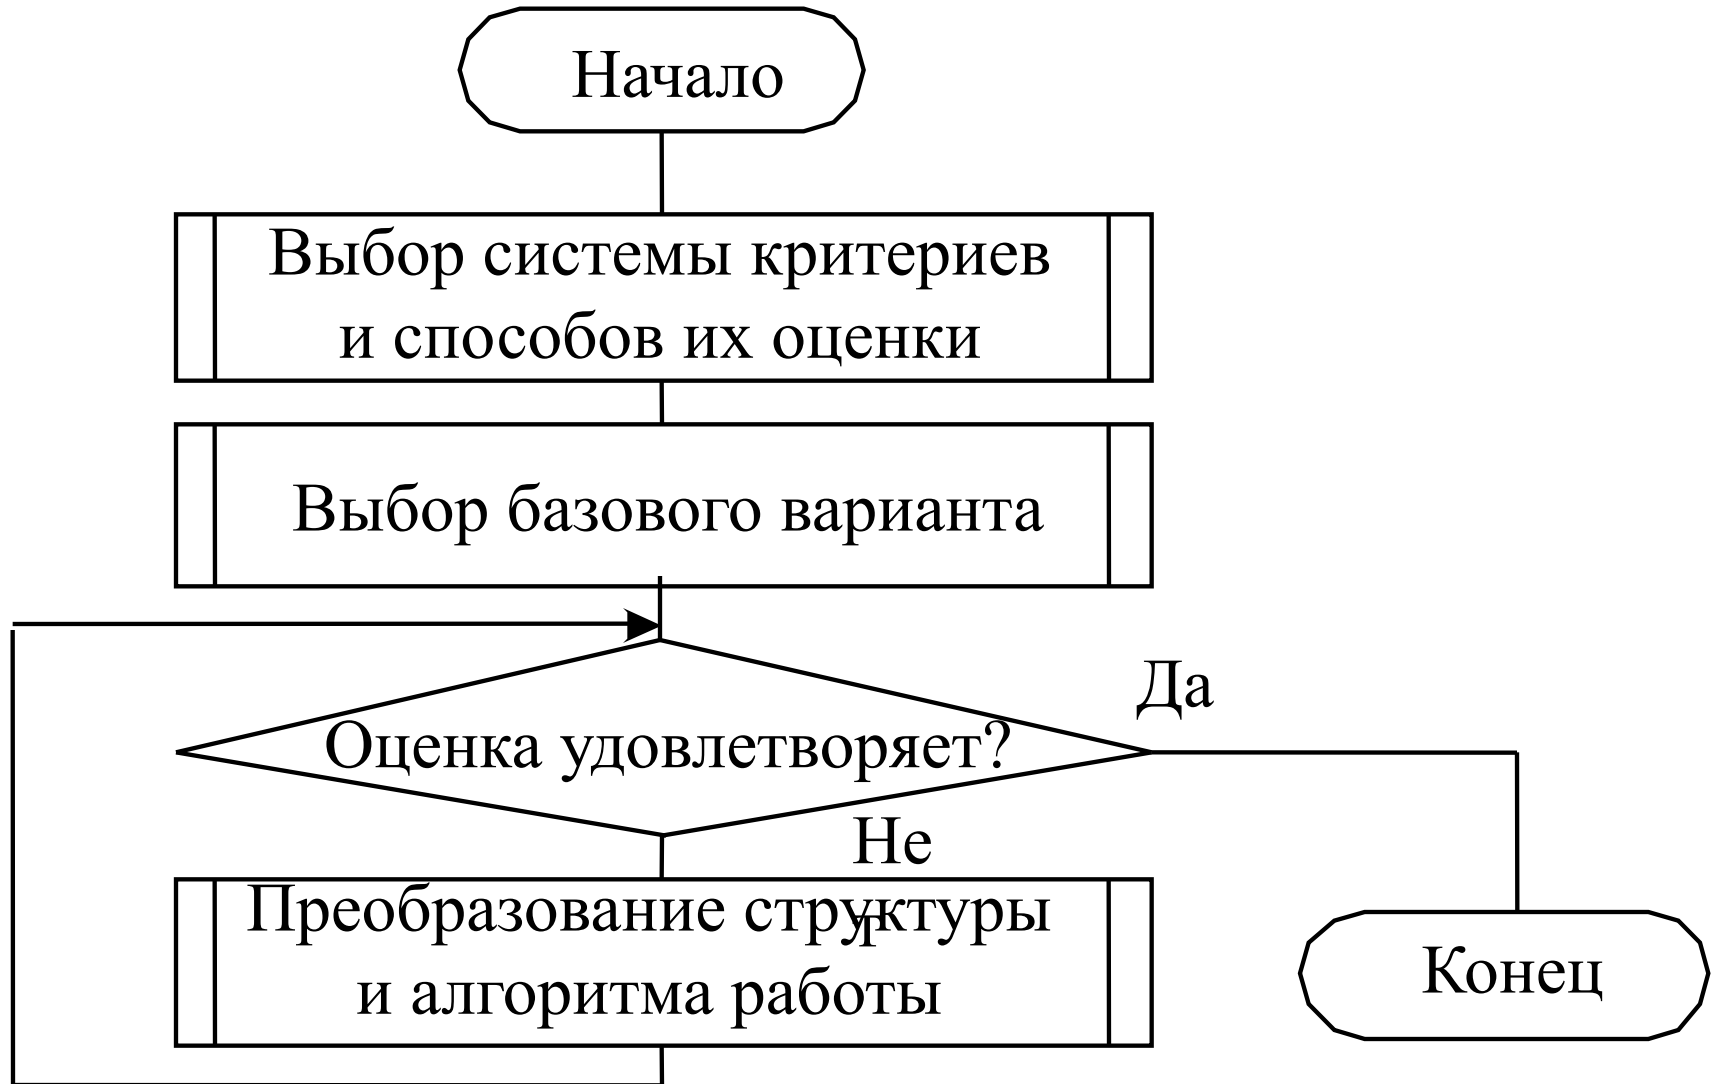 Начало
Выбор системы критериев
и способов их оценки
Выбор базового варианта
Да
Оценка удовлетворяет?
Не
т
Преобразование структуры
и алгоритма работы
Конец